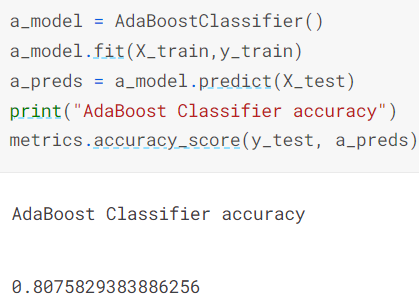 a_model = AdaBoostClassifier()
a_model.fit(X_train,y_train)
a_preds = a_model.predict(X_test)
print("AdaBoost Classifier accuracy")
metrics.accuracy_score(y_test, a_preds)
AdaBoost Classifier accuracy
0.8075829383886256